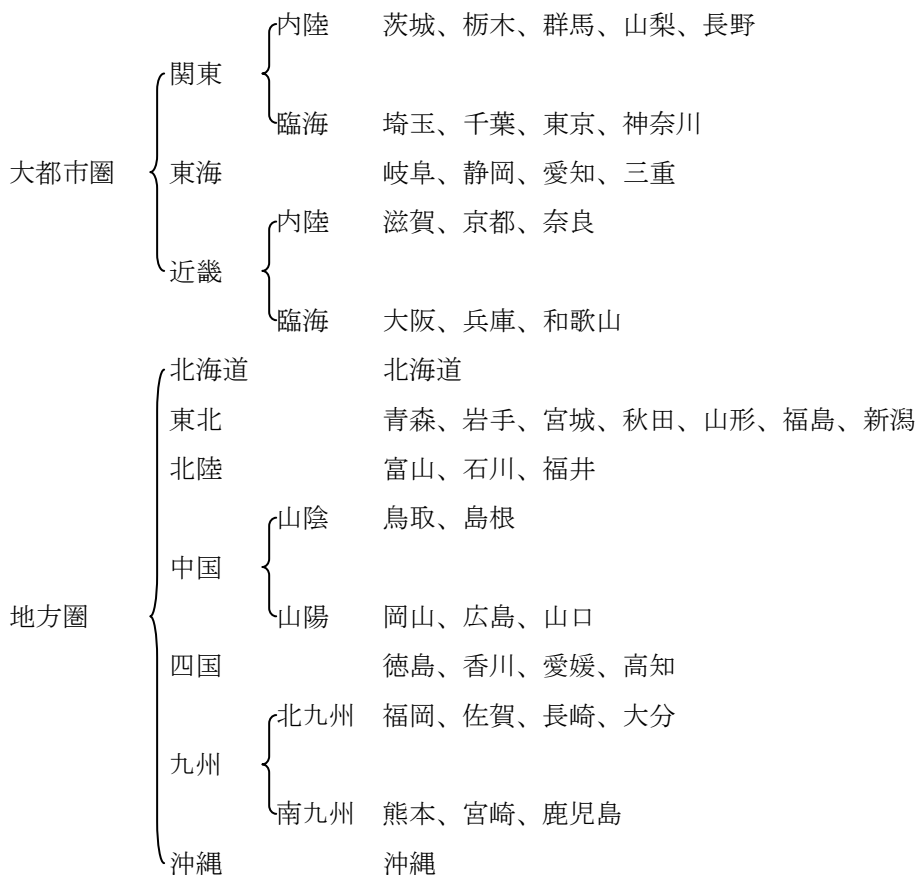 内陸 茨城、栃木、群馬、山梨、長野
関東
臨海 埼玉、千葉、東京、神奈川
大都市圏 東海 岐阜、静岡、愛知、三重
内陸 滋賀、京都、奈良
近畿
臨海 大阪、兵庫、和歌山
北海道 北海道
東北 青森、岩手、宮城、秋田、山形、福島、新潟
北陸 富山、石川、福井
山陰 鳥取、島根
中国
地方圏 山陽 岡山、広島、山口
四国 徳島、香川、愛媛、高知
北九州 福岡、佐賀、長崎、大分
九州
南九州 熊本、宮崎、鹿児島
沖縄 沖縄